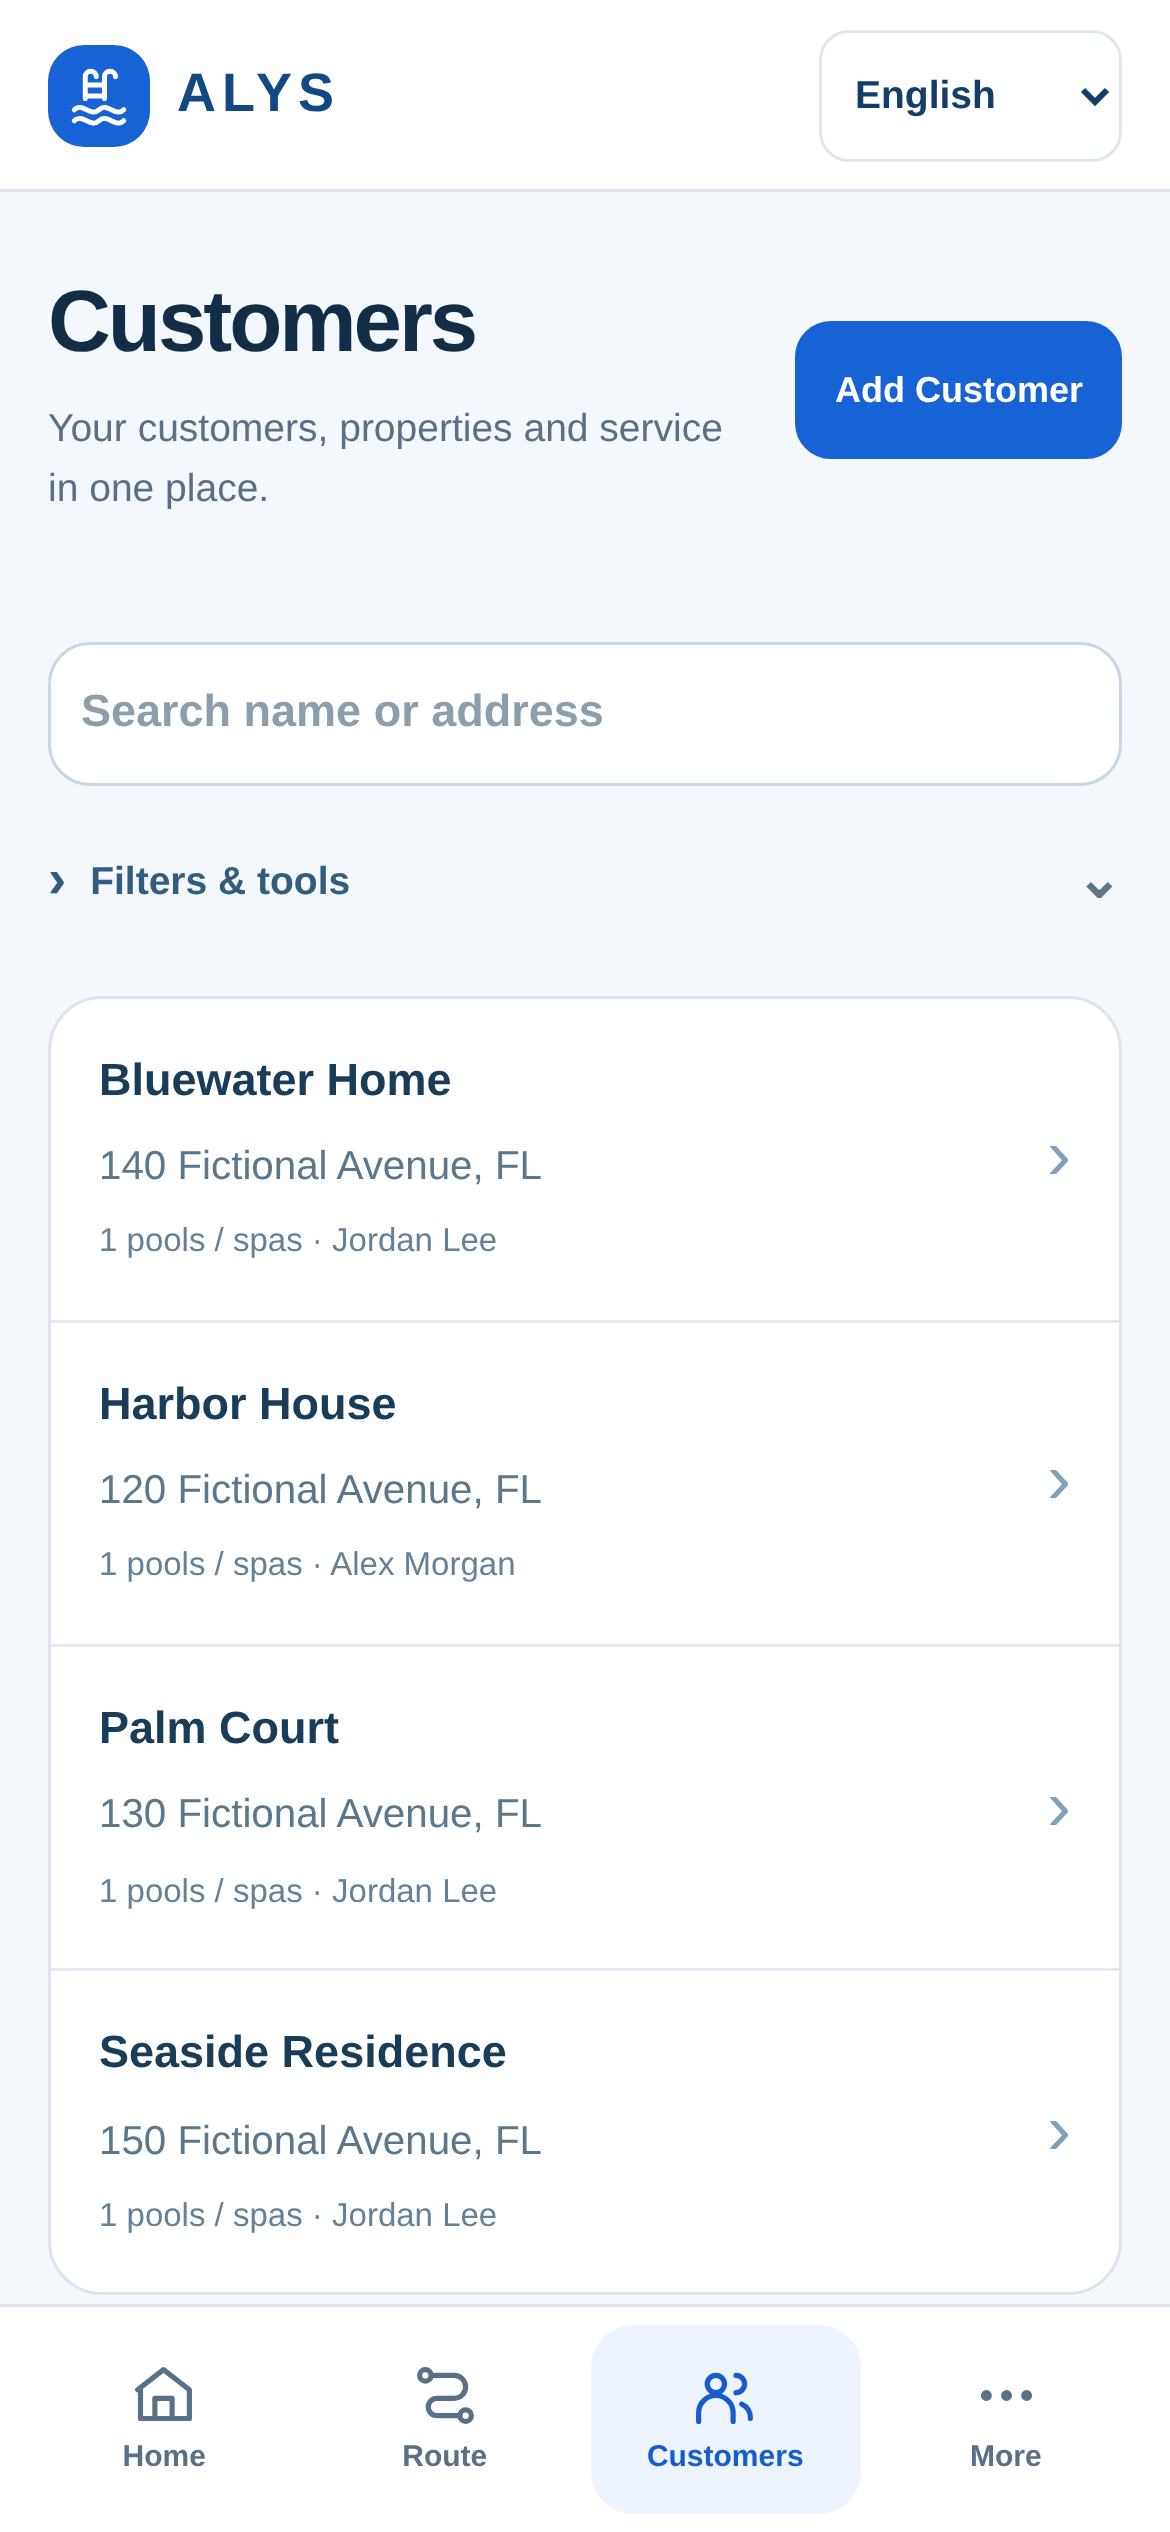 ALYS
English
Customers
Add Customer
Your customers, properties and service
in one place.
Search name or address
› Filters & tools
Bluewater Home
140 Fictional Avenue, FL
1 pools / spas · Jordan Lee
Harbor House
120 Fictional Avenue, FL
1 pools / spas · Alex Morgan
Palm Court
130 Fictional Avenue, FL
1 pools / spas · Jordan Lee
Seaside Residence
150 Fictional Avenue, FL
1 pools / spas · Jordan Lee
Home
Route
Customers
More